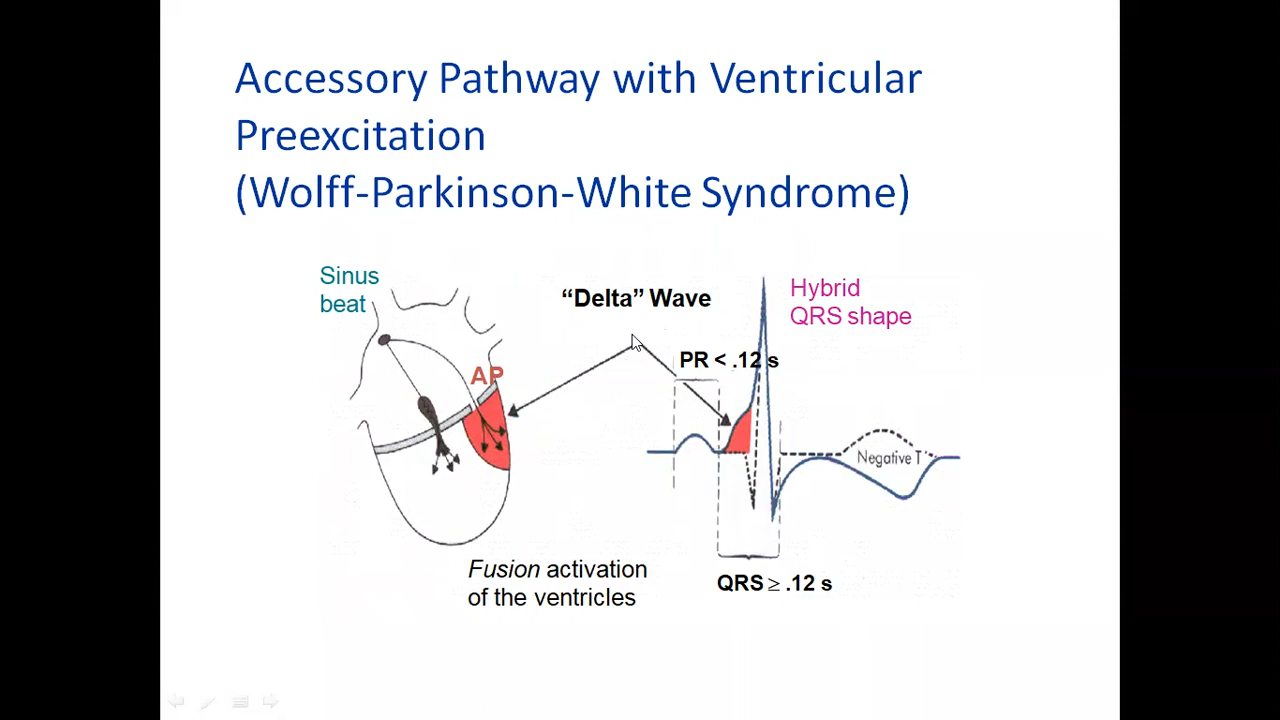 Accessory Pathway with Ventricular
Preexcitation
(Wolff-Parkinson-White Syndrome)
Sinus
beat
“Delta” Wave
Hybrid
QRS shape
PR < .12 s
AP
Negative T
Fusion activation
of the ventricles
QRS ≥ .12 s